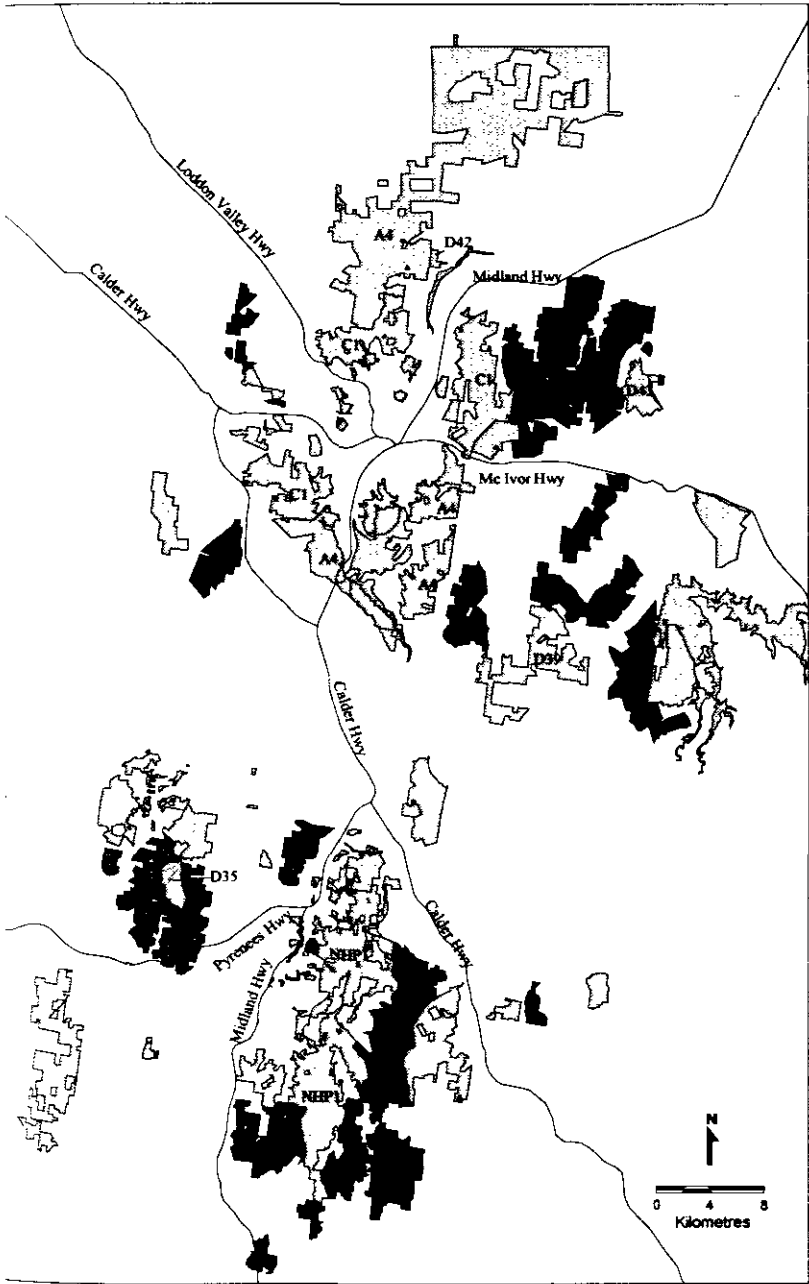 Loddon Valley Hwy
Calder Hwy
A4
D42
Midland Hwy
C1
C1
D41
Mc Ivor Hwy
C1
A4
A4
A4
D39
Calder Hwy
D35
Pyrenees Hwy
Calder Hwy
NHP1
Midland Hwy
NHP1
N
0 4 8
Kilometres